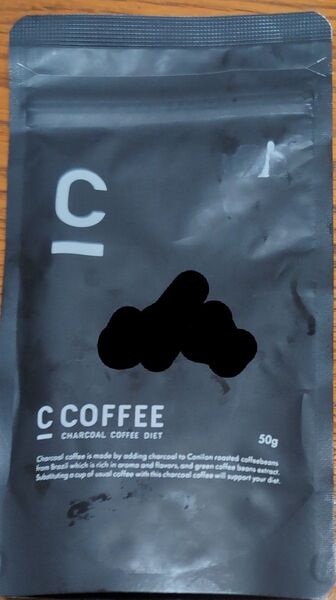 C
C COFFEE
CHARCOAL COFFEE DIET
50g
Charcoal coffee is made by adding charcoal to Conilon roasted coffeebeans
from Brazil which is rich in aroma and flavors, and green coffee beans extract.
Substituting a cup of usual coffee with this charcoal coffee will support your diet.